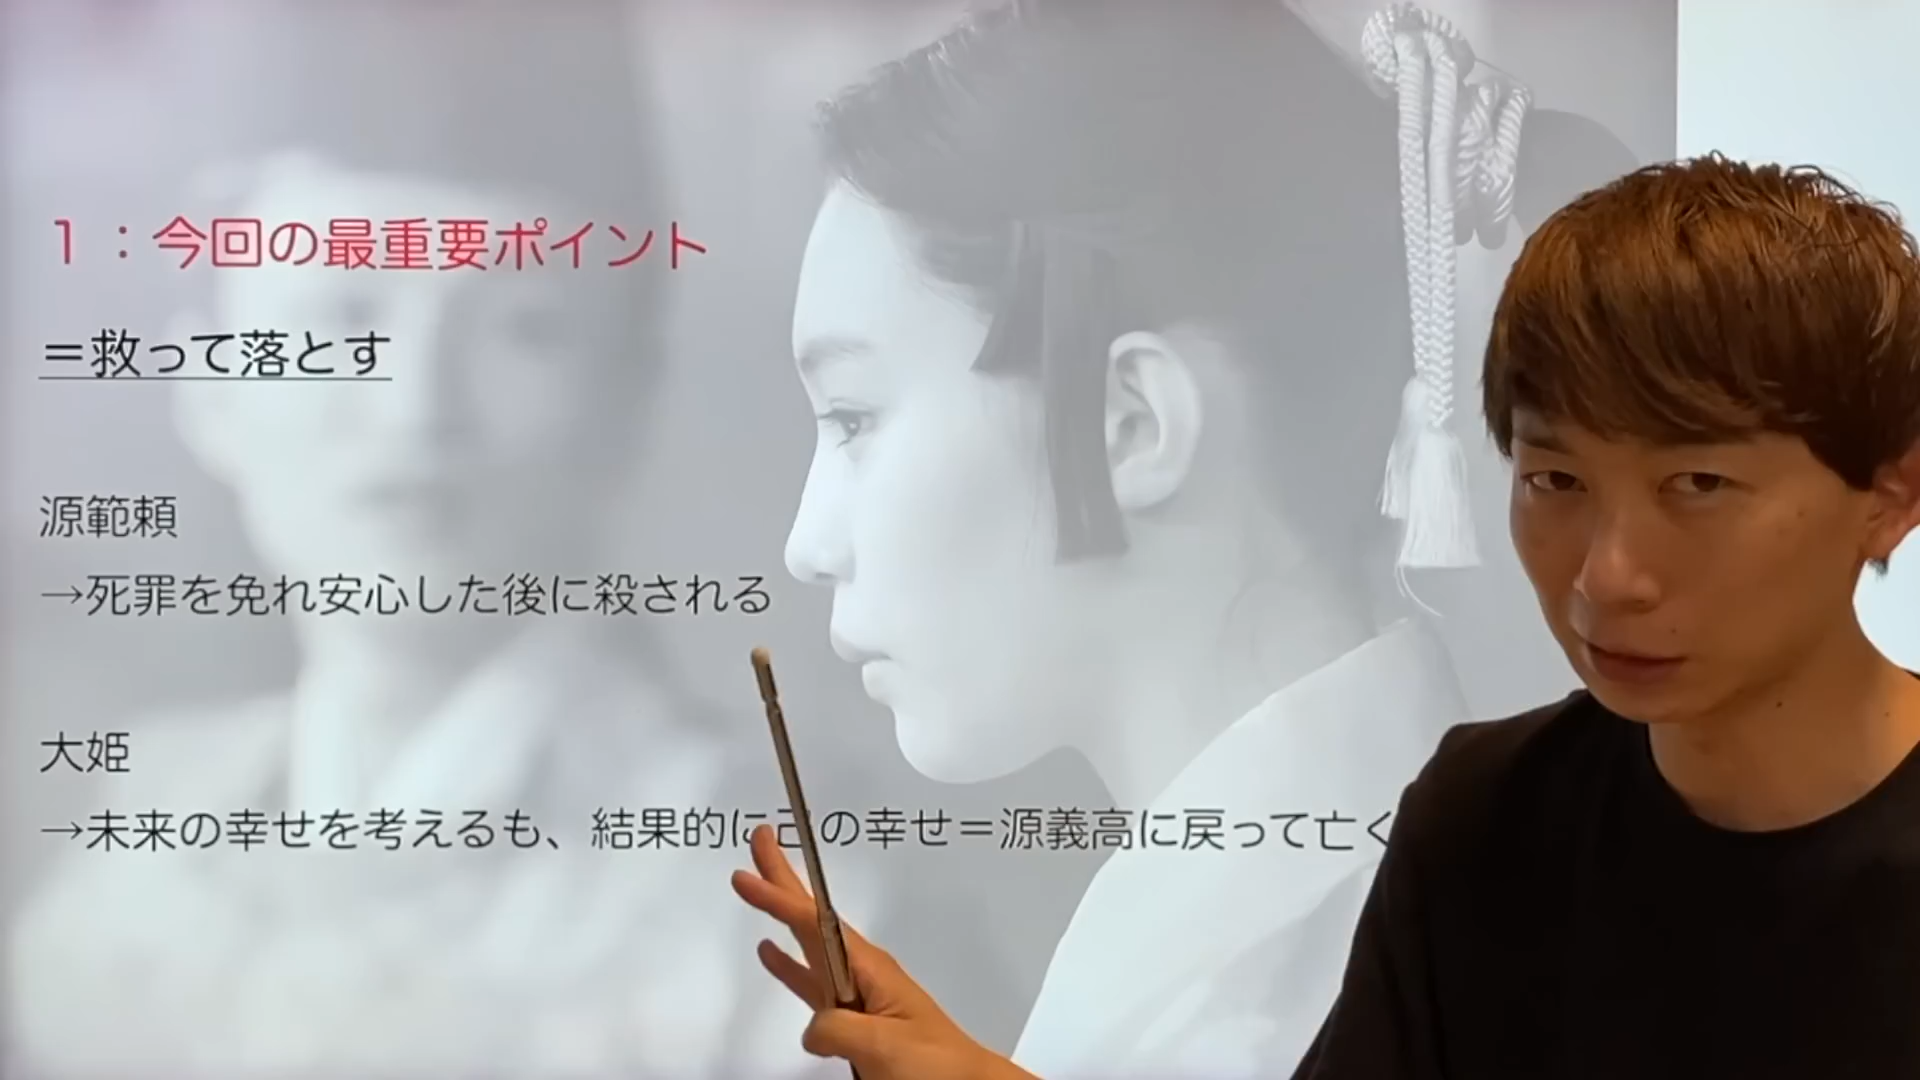 1：今回の最重要ポイント
＝救って落とす
源範頼
→死罪を免れ安心した後に殺される
大姫
→未来の幸せを考えるも、結果的に己の幸せ＝源義高に戻って亡く